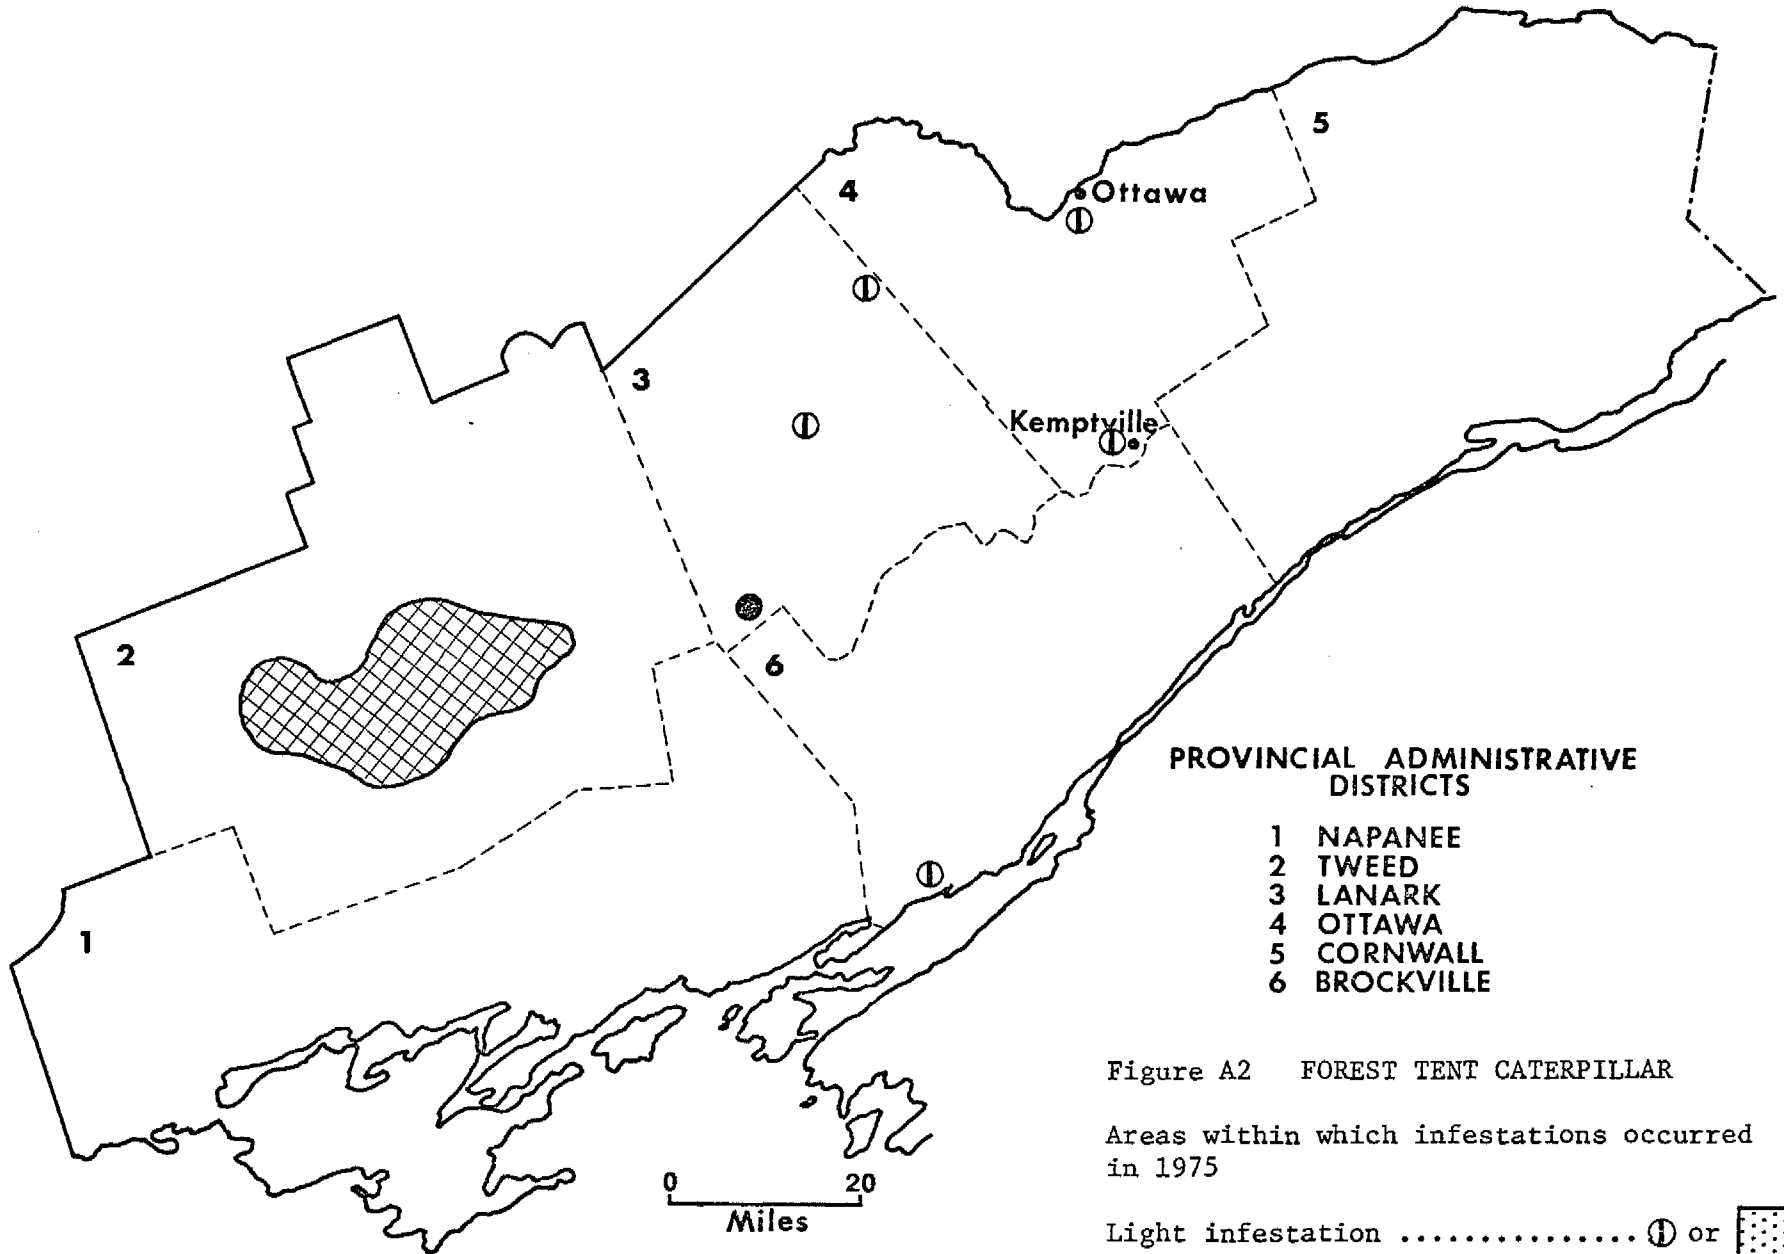 5
4
Ottawa
3
Kemptville
2
6
1
PROVINCIAL ADMINISTRATIVE
DISTRICTS
1 NAPANEE
2 TWEED
3 LANARK
4 OTTAWA
5 CORNWALL
6 BROCKVILLE
Figure A2 FOREST TENT CATERPILLAR
Areas within which infestations occurred
in 1975
0 20
Miles
Light infestation ............... or